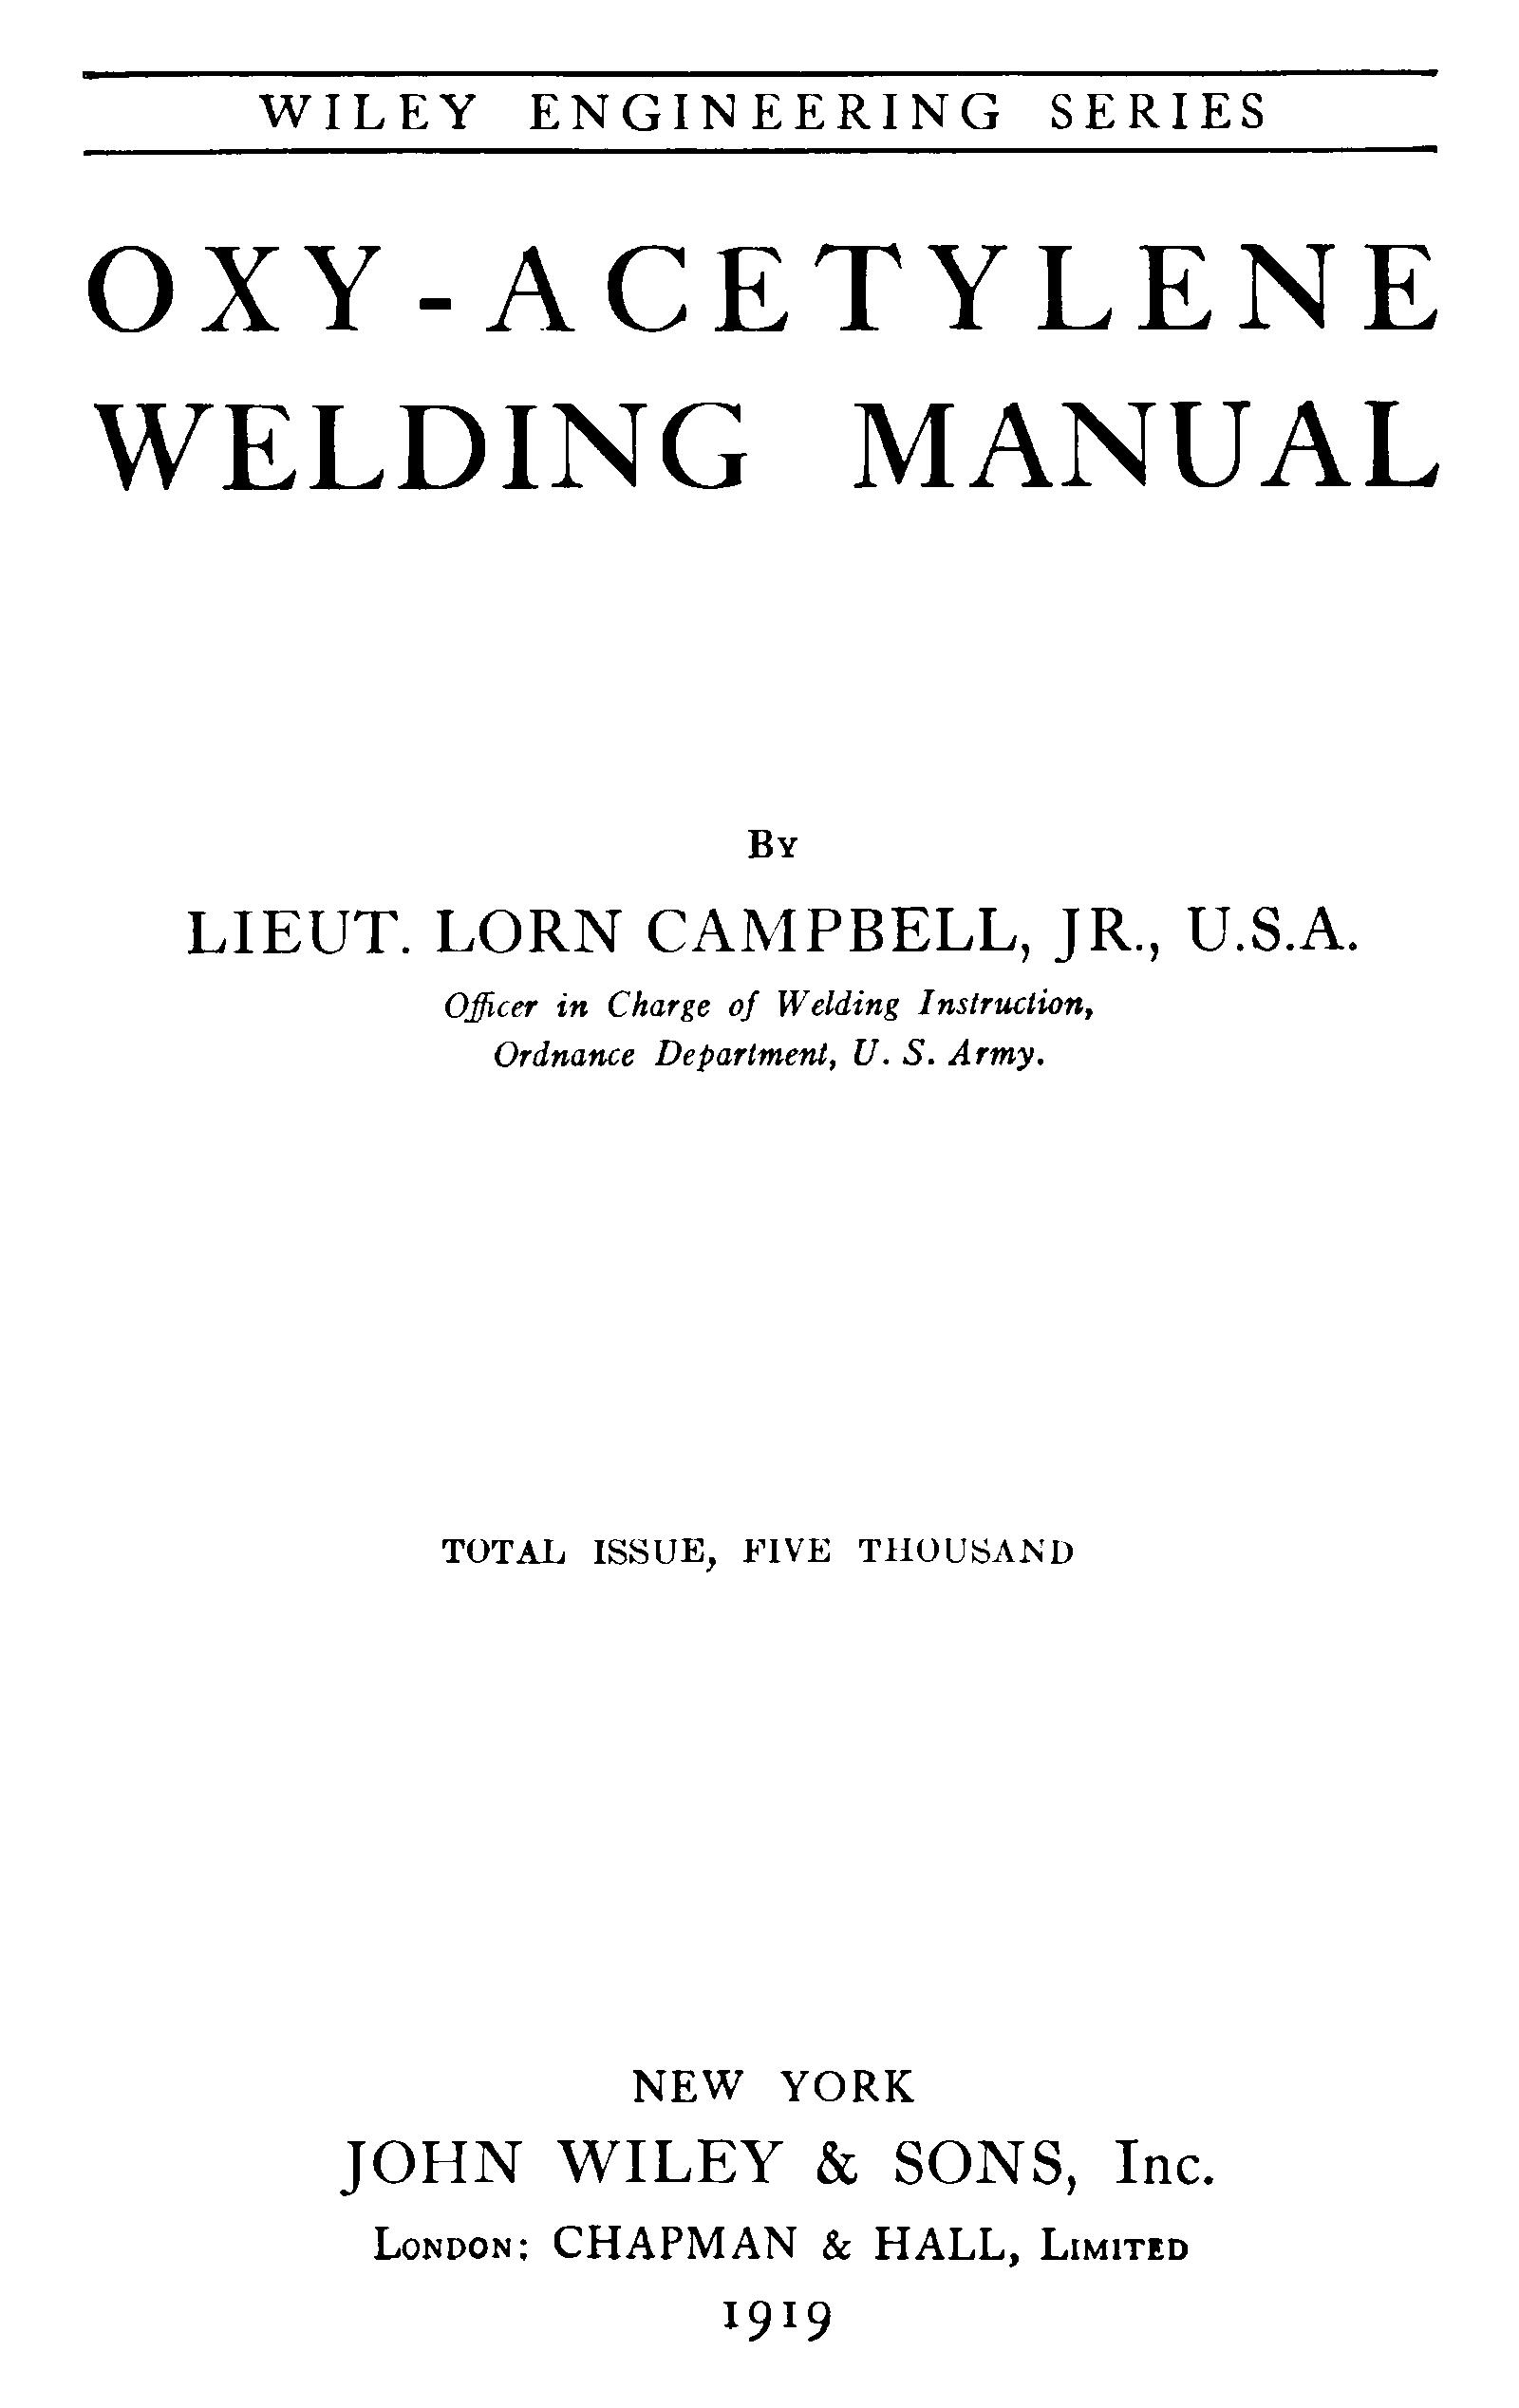 WILEY ENGINEERING SERIES
OXY-ACETYLENE
WELDING MANUAL
By
LIEUT. LORN CAMPBELL, JR., U.S.A.
Officer in Charge of Welding Instruction,
Ordnance Department, U. S. Army.
TOTAL ISSUE, FIVE THOUSAND
NEW YORK
JOHN WILEY & SONS, Inc.
London: CHAPMAN & HALL, Limited
1919